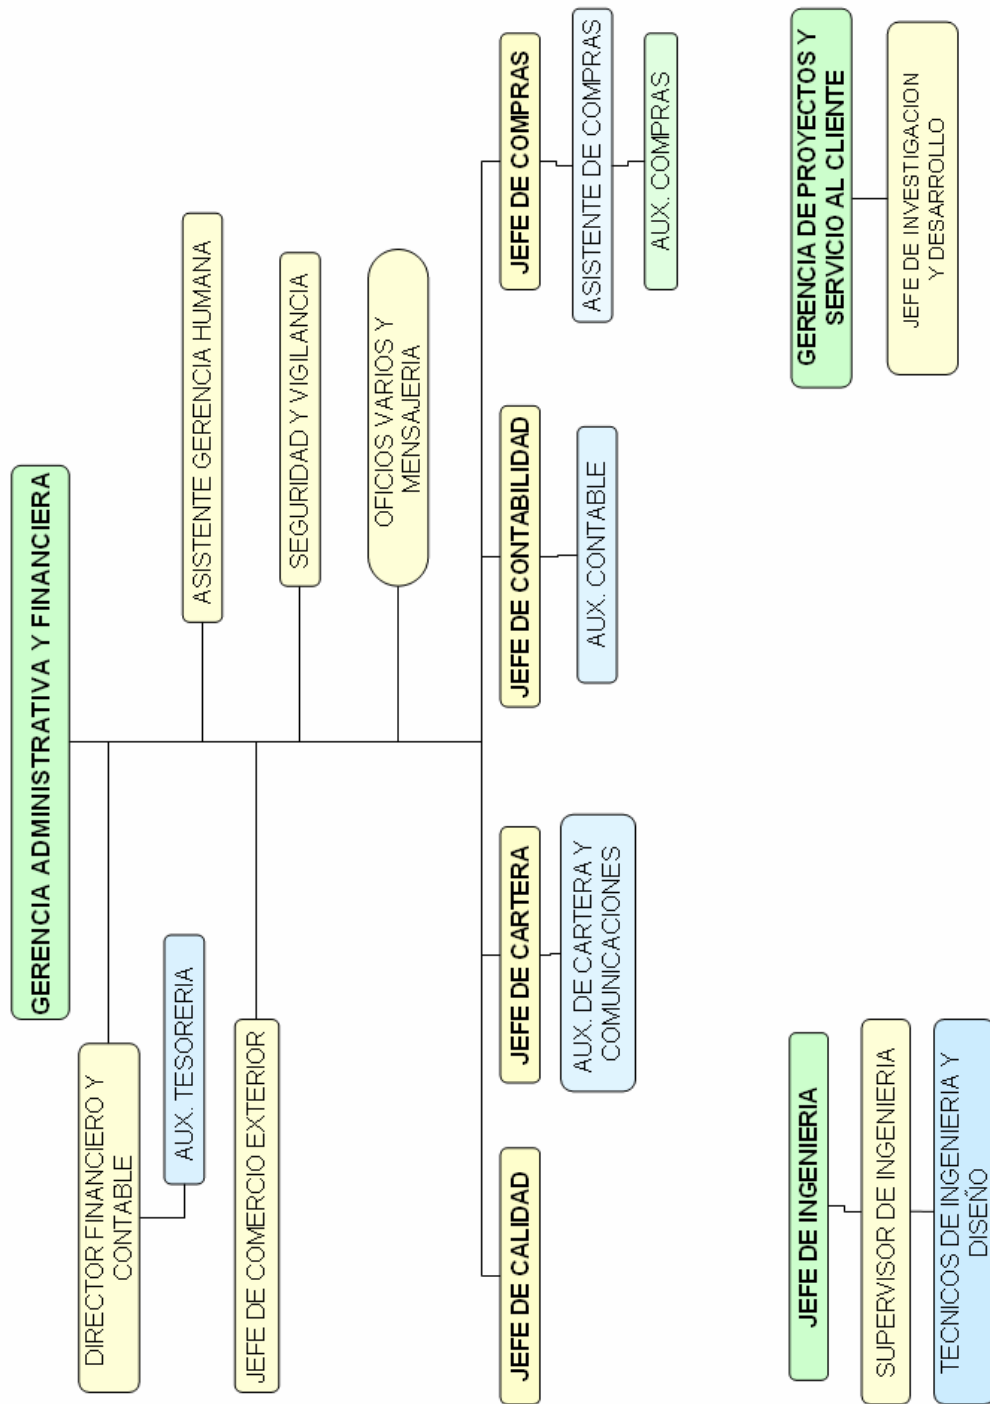 GERENCIA ADMINISTRATIVA Y FINANCIERA
DIRECTOR FINANCIERO Y
CONTABLE
AUX. TESORERIA
ASISTENTE GERENCIA HUMANA
JEFE DE COMERCIO EXTERIOR
SEGURIDAD Y VIGILANCIA
OFICIOS VARIOS Y
MENSAJERIA
JEFE DE CALIDAD
JEFE DE CARTERA
JEFE DE CONTABILIDAD
JEFE DE COMPRAS
AUX. DE CARTERA Y
COMUNICACIONES
AUX. CONTABLE
ASISTENTE DE COMPRAS
AUX. COMPRAS
JEFE DE INGENIERIA
SUPERVISOR DE INGENIERIA
TECNICOS DE INGENIERIA Y
DISEÑO
GERENCIA DE PROYECTOS Y
SERVICIO AL CLIENTE
JEFE DE INVESTIGACION
Y DESARROLLO